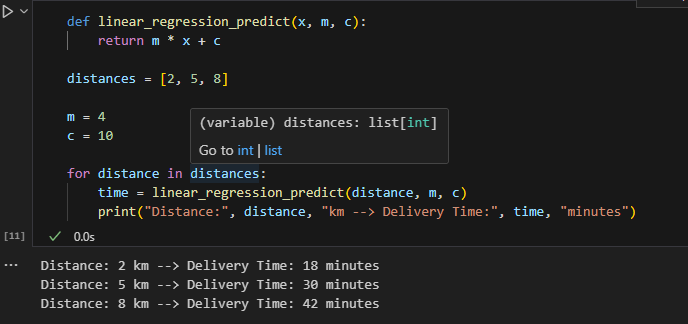 def linear_regression_predict(x, m, c):
    return m * x + c
distances = [2, 5, 8]
m = 4
c = 10
(variable) distances: list[int]
Go to int | list
for distance in distances:
    time = linear_regression_predict(distance, m, c)
    print("Distance:", distance, "km --> Delivery Time:", time, "minutes")
[11]
0.0s
...
Distance: 2 km --> Delivery Time: 18 minutes
Distance: 5 km --> Delivery Time: 30 minutes
Distance: 8 km --> Delivery Time: 42 minutes